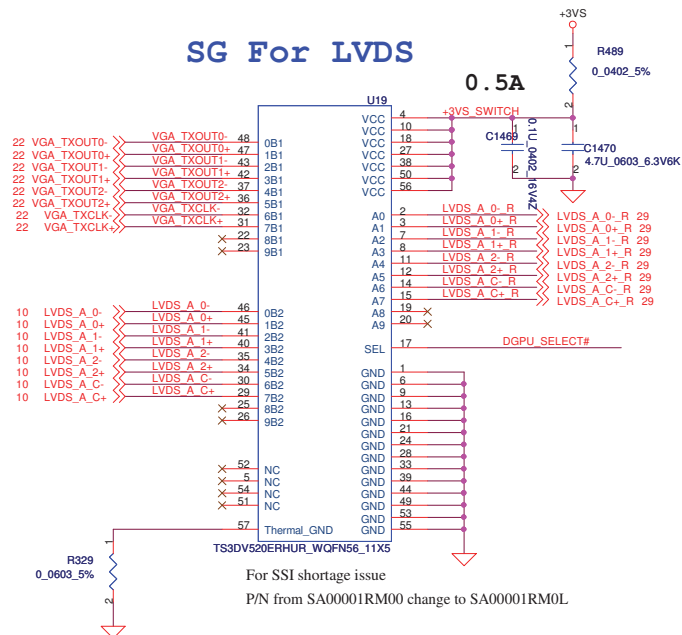 +3VS
SG For LVDS
1
R489
0_0402_5%
2
0.5A
U19
+3VS_SWITCH
VCC 4
VCC 10
VCC 18
VCC 27
VCC 38
VCC 50
VCC 56
1
C1469
2
0.1U_0402_16V4Z
1
C1470
4.7U_0603_6.3V6K
2
22 VGA_TXOUT0- VGA_TXOUT0- 48 0B1
22 VGA_TXOUT0+ VGA_TXOUT0+ 47 1B1
22 VGA_TXOUT1- VGA_TXOUT1- 43 2B1
22 VGA_TXOUT1+ VGA_TXOUT1+ 42 3B1
22 VGA_TXOUT2- VGA_TXOUT2- 37 4B1
22 VGA_TXOUT2+ VGA_TXOUT2+ 36 5B1
22 VGA_TXCLK- VGA_TXCLK- 32 6B1
22 VGA_TXCLK+ VGA_TXCLK+ 31 7B1
22 8B1
23 9B1
A0 2 LVDS_A_0-_R LVDS_A_0-_R 29
A1 3 LVDS_A_0+_R LVDS_A_0+_R 29
A2 7 LVDS_A_1-_R LVDS_A_1-_R 29
A3 8 LVDS_A_1+_R LVDS_A_1+_R 29
A4 11 LVDS_A_2-_R LVDS_A_2-_R 29
A5 12 LVDS_A_2+_R LVDS_A_2+_R 29
A6 14 LVDS_A_C-_R LVDS_A_C-_R 29
A7 15 LVDS_A_C+_R LVDS_A_C+_R 29
A8 19
A9 20
10 LVDS_A_0- LVDS_A_0- 46 0B2
10 LVDS_A_0+ LVDS_A_0+ 45 1B2
10 LVDS_A_1- LVDS_A_1- 41 2B2
10 LVDS_A_1+ LVDS_A_1+ 40 3B2
10 LVDS_A_2- LVDS_A_2- 35 4B2
10 LVDS_A_2+ LVDS_A_2+ 34 5B2
10 LVDS_A_C- LVDS_A_C- 30 6B2
10 LVDS_A_C+ LVDS_A_C+ 29 7B2
25 8B2
26 9B2
SEL 17 DGPU_SELECT#
GND 1
GND 6
GND 9
GND 13
GND 16
GND 21
GND 24
GND 28
GND 33
GND 39
GND 44
GND 49
GND 53
GND 55
52 NC
5 NC
54 NC
51 NC
57 Thermal_GND
TS3DV520ERHUR_WQFN56_11X5
1
R329
0_0603_5%
2
For SSI shortage issue
P/N from SA00001RM00 change to SA00001RM0L